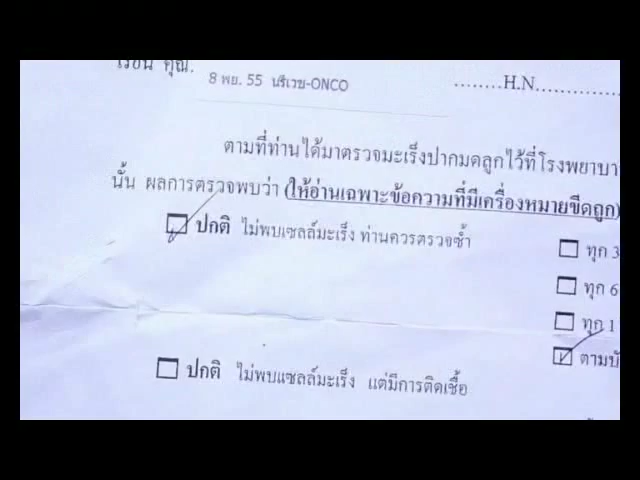 เรียน คุณ.
8 พย. 55 นรีเวช-ONCO ........H.N.............
ตามที่ท่านได้มาตรวจมะเร็งปากมดลูกไว้ที่โรงพยาบา
นั้น ผลการตรวจพบว่า (ให้อ่านเฉพาะข้อความที่มีเครื่องหมายขีดถูก)
ปกติ ไม่พบเซลล์มะเร็ง ท่านควรตรวจซ้ำ
ทุก 3
ทุก 6
ทุก 1
ตามนั
ปกติ ไม่พบแซลล์มะเร็ง แต่มีการติดเชื้อ